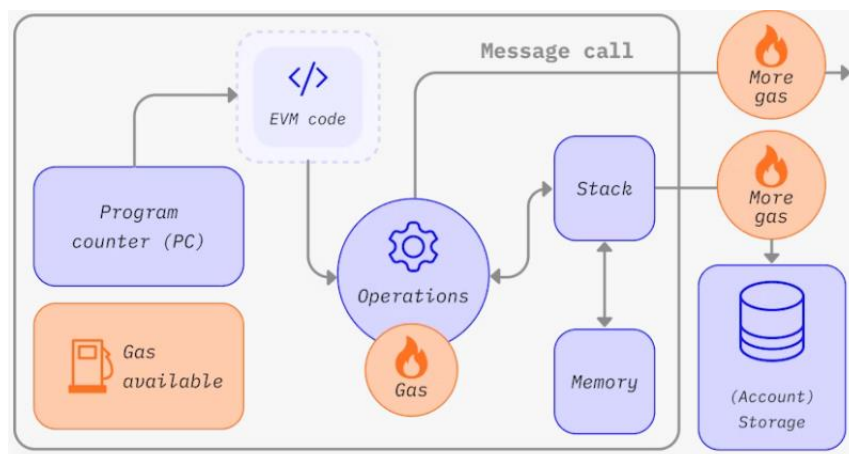 Message call
More
gas
</>
EVM code
More
gas
Program
counter (PC)
Stack
Operations
Gas
available
Gas
Memory
(Account)
Storage